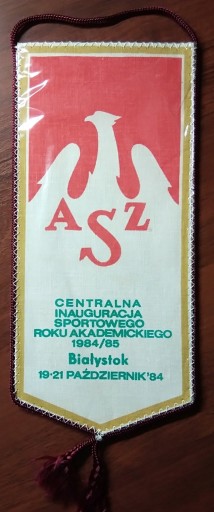 AZS
CENTRALNA
INAUGURACJA
SPORTOWEGO
ROKU AKADEMICKIEGO
1984/85
Białystok
19-21 PAŹDZIERNIK'84